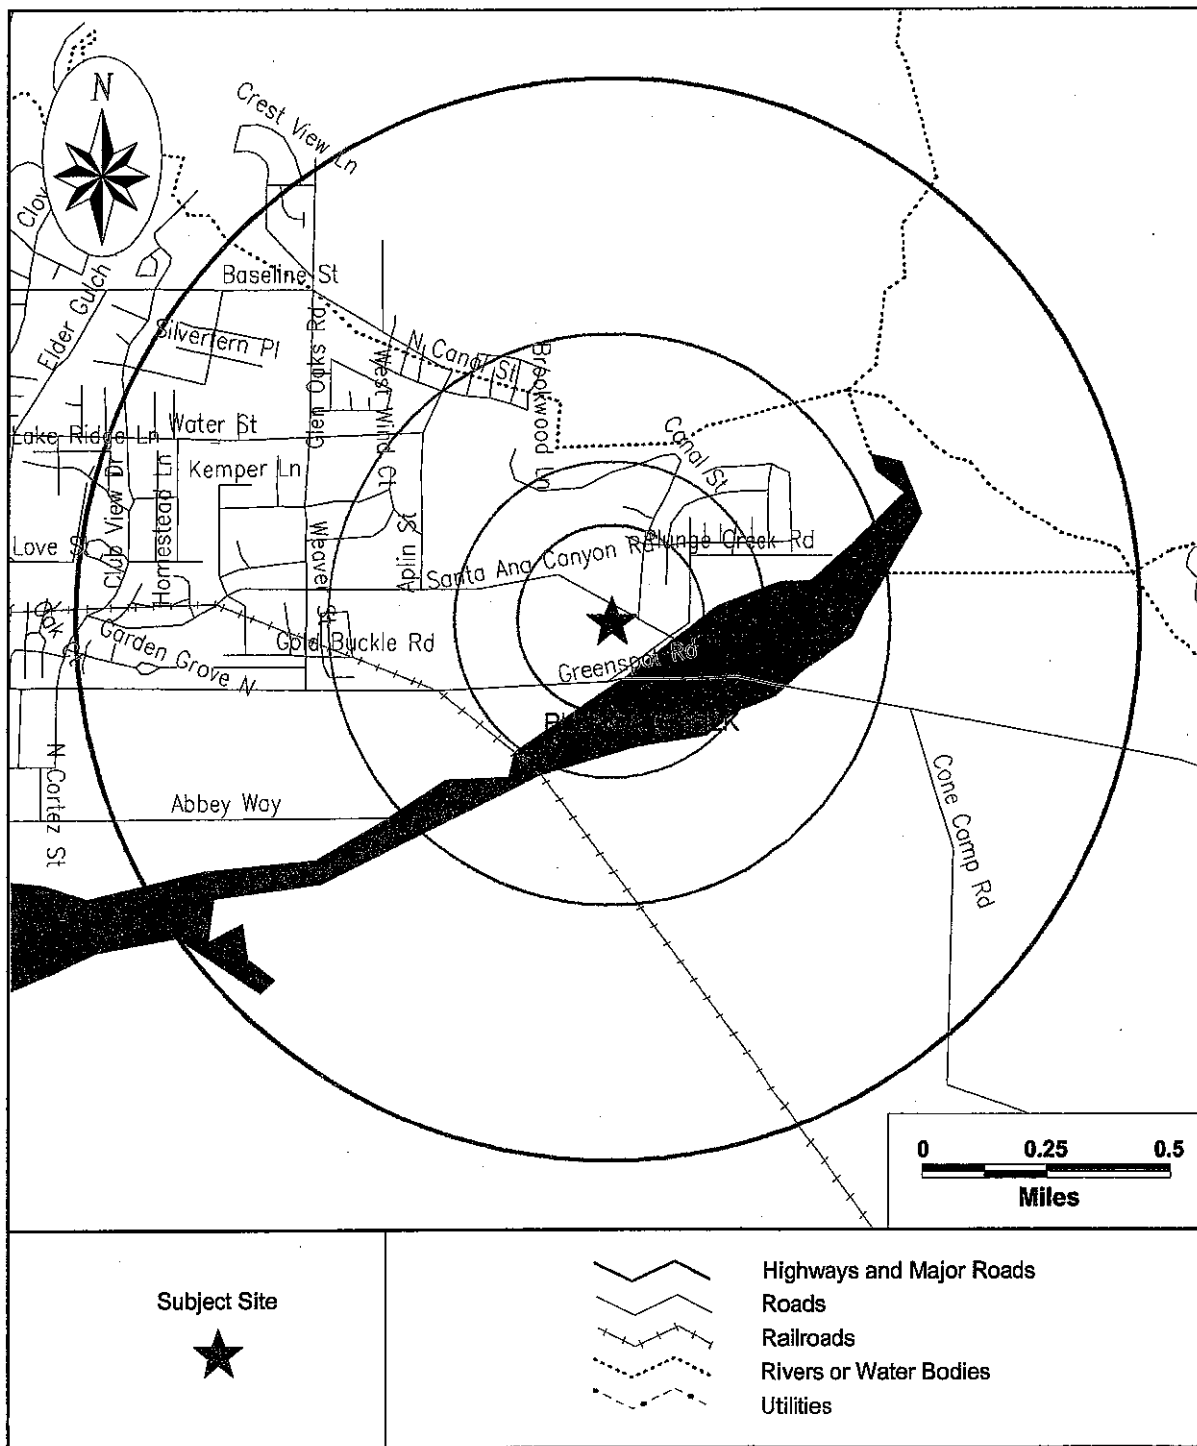 N
Crest View Ln
Clov
Baseline St
Elder Gulch
Silverfern Pl
Glen Oaks Rd
N Canal St
West Wind Ct
Brookwood Ln
Water St
Lake Ridge Ln
Kemper Ln
Canal St
Club View Dr
Homestead Ln
Love St
Weaver St
Aplin St
Santa Ana Canyon Rd
Plunge Creek Rd
Oak
Garden Grove N
Gold Buckle Rd
Greenspot Rd
N Cortez St
Abbey Way
Cone Camp Rd
0 0.25 0.5
Miles
Subject Site
Highways and Major Roads
Roads
Railroads
Rivers or Water Bodies
Utilities